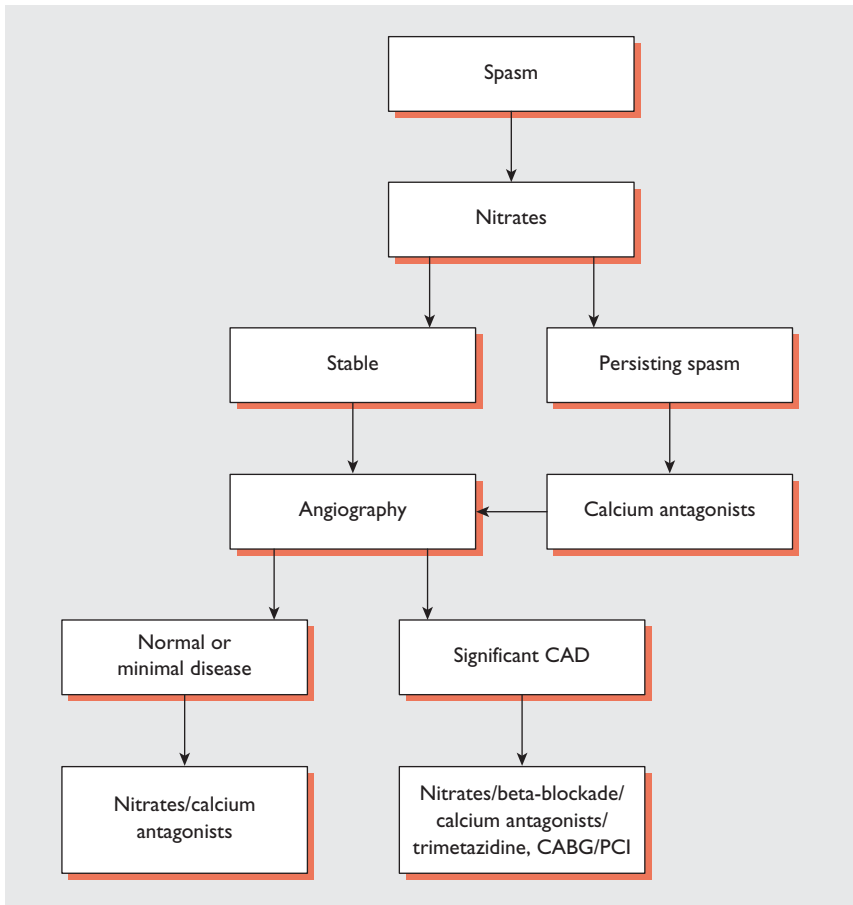 Spasm
Nitrates
Stable
Persisting spasm
Angiography
Calcium antagonists
Normal or
minimal disease
Significant CAD
Nitrates/calcium
antagonists
Nitrates/beta-blockade/
calcium antagonists/
trimetazidine, CABG/PCI